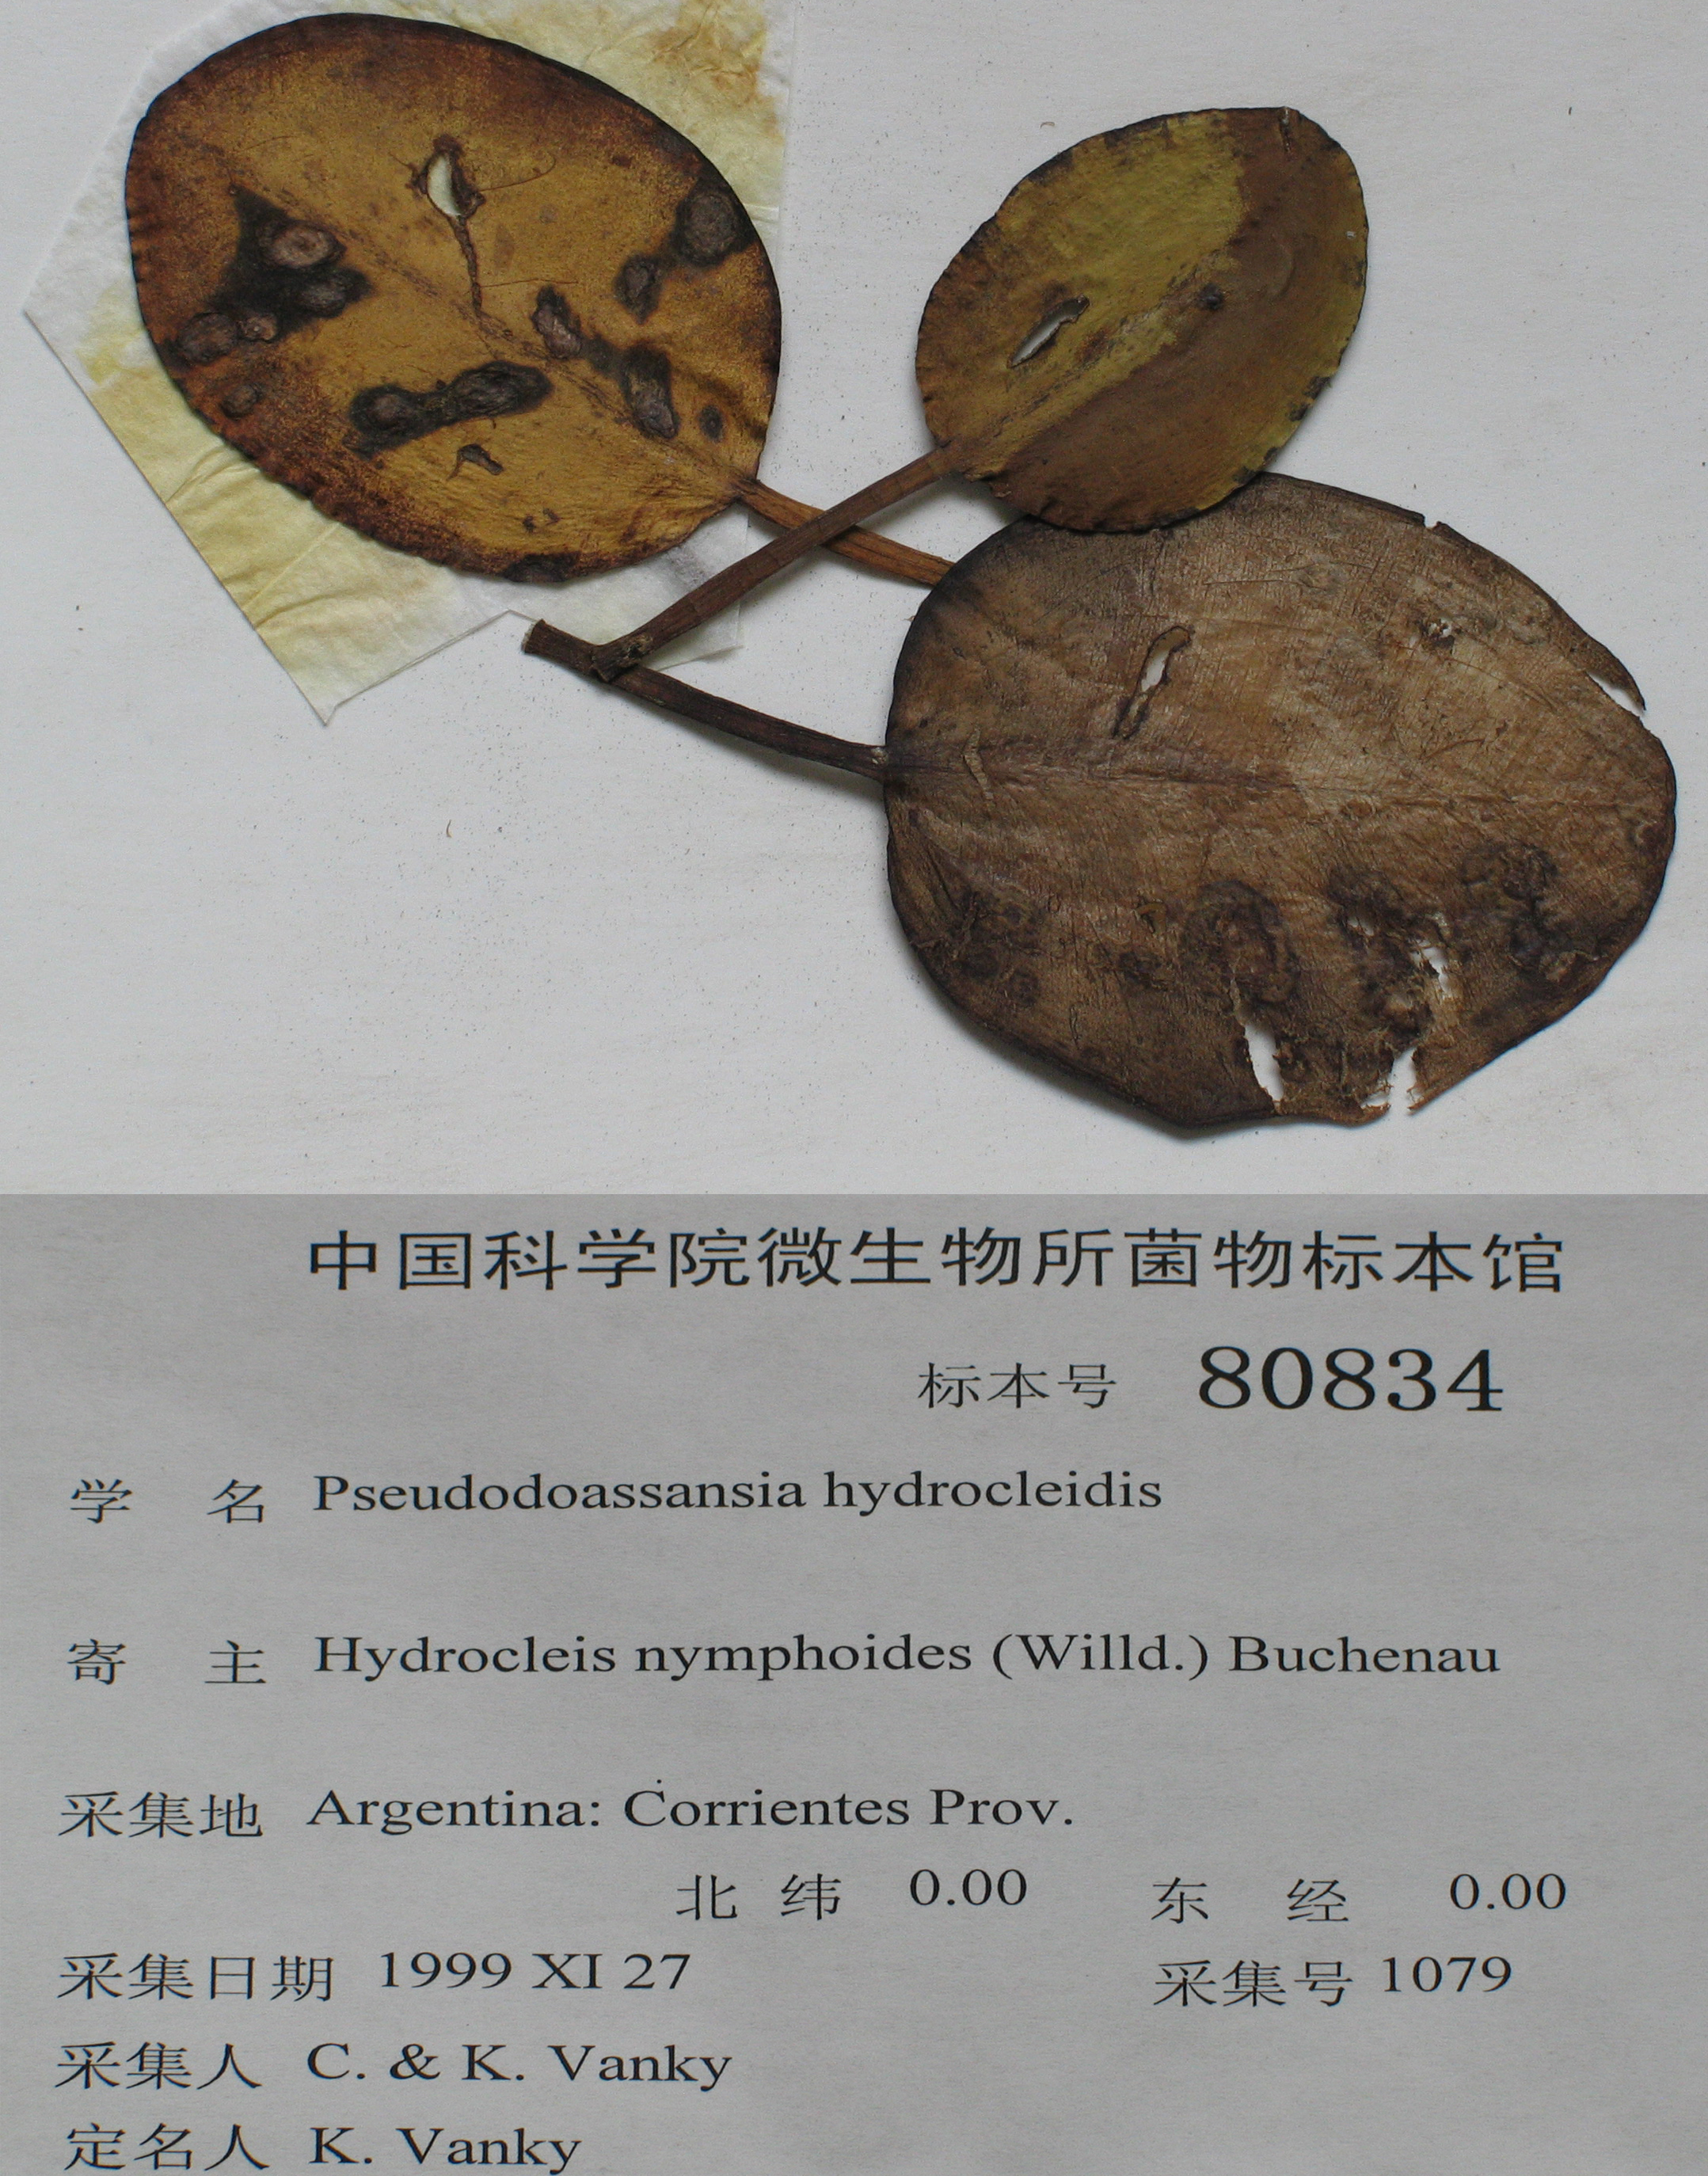 中国科学院微生物所菌物标本馆
标本号 80834
学 名 Pseudodoassansia hydrocleidis
寄 主 Hydrocleis nymphoides (Willd.) Buchenau
采集地 Argentina: Corrientes Prov.
北 纬 0.00 东 经 0.00
采集日期 1999 XI 27 采集号 1079
采集人 C. & K. Vanky
定名人 K. Vanky